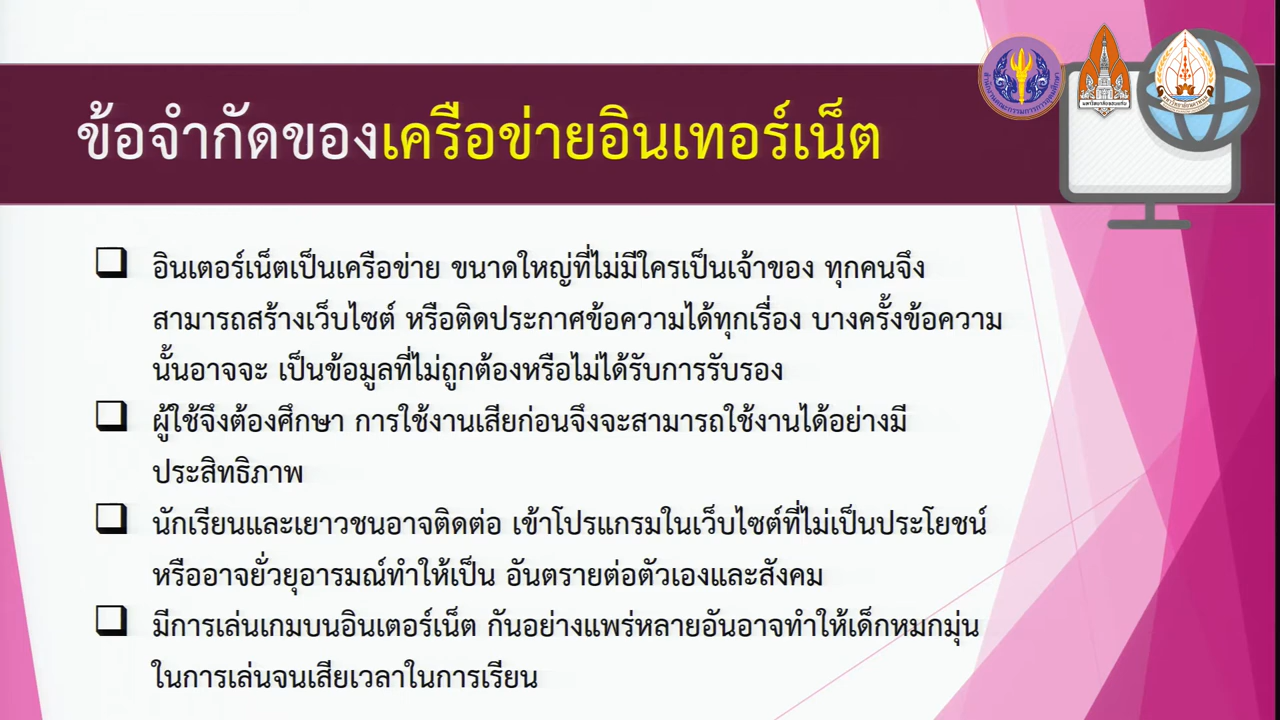 ข้อจำกัดของเครือข่ายอินเทอร์เน็ต
อินเตอร์เน็ตเป็นเครือข่าย ขนาดใหญ่ที่ไม่มีใครเป็นเจ้าของ ทุกคนจึง
สามารถสร้างเว็บไซต์ หรือติดประกาศข้อความได้ทุกเรื่อง บางครั้งข้อความ
นั้นอาจจะ เป็นข้อมูลที่ไม่ถูกต้องหรือไม่ได้รับการรับรอง
ผู้ใช้จึงต้องศึกษา การใช้งานเสียก่อนจึงจะสามารถใช้งานได้อย่างมี
ประสิทธิภาพ
นักเรียนและเยาวชนอาจติดต่อ เข้าโปรแกรมในเว็บไซต์ที่ไม่เป็นประโยชน์
หรืออาจยั่วยุอารมณ์ทำให้เป็น อันตรายต่อตัวเองและสังคม
มีการเล่นเกมบนอินเตอร์เน็ต กันอย่างแพร่หลายอันอาจทำให้เด็กหมกมุ่น
ในการเล่นจนเสียเวลาในการเรียน